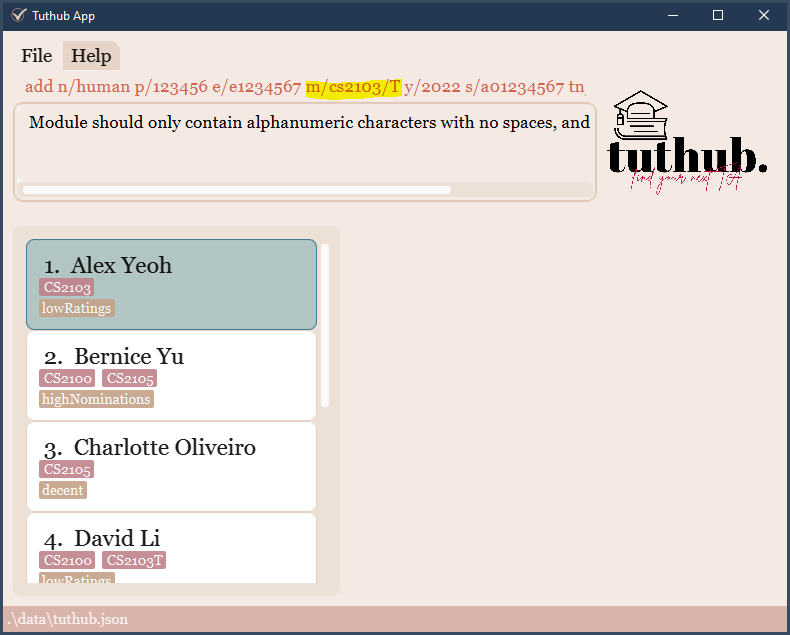 Tuthub App
File Help
add n/human p/123456 e/e1234567 m/cs2103/T y/2022 s/a01234567 tn
Module should only contain alphanumeric characters with no spaces, and
tuthub.
find your next TA
1. Alex Yeoh
CS2103
lowRatings
2. Bernice Yu
CS2100 CS2105
highNominations
3. Charlotte Oliveiro
CS2105
decent
4. David Li
CS2100 CS2103T
lowRatings
.\data\tuthub.json